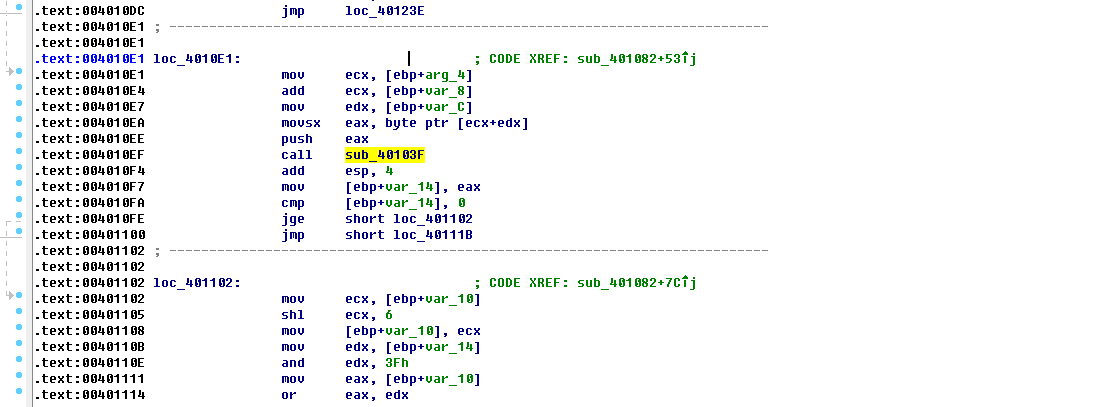 .text:004010DC jmp loc_40123E
.text:004010E1 ; ---------------------------------------------------------------------------
.text:004010E1
.text:004010E1 loc_4010E1: ; CODE XREF: sub_401082+53↑j
.text:004010E1 mov ecx, [ebp+arg_4]
.text:004010E4 add ecx, [ebp+var_8]
.text:004010E7 mov edx, [ebp+var_C]
.text:004010EA movsx eax, byte ptr [ecx+edx]
.text:004010EE push eax
.text:004010EF call sub_40103F
.text:004010F4 add esp, 4
.text:004010F7 mov [ebp+var_14], eax
.text:004010FA cmp [ebp+var_14], 0
.text:004010FE jge short loc_401102
.text:00401100 jmp short loc_40111B
.text:00401102 ; ---------------------------------------------------------------------------
.text:00401102
.text:00401102 loc_401102: ; CODE XREF: sub_401082+7C↑j
.text:00401102 mov ecx, [ebp+var_10]
.text:00401105 shl ecx, 6
.text:00401108 mov [ebp+var_10], ecx
.text:0040110B mov edx, [ebp+var_14]
.text:0040110E and edx, 3Fh
.text:00401111 mov eax, [ebp+var_10]
.text:00401114 or eax, edx